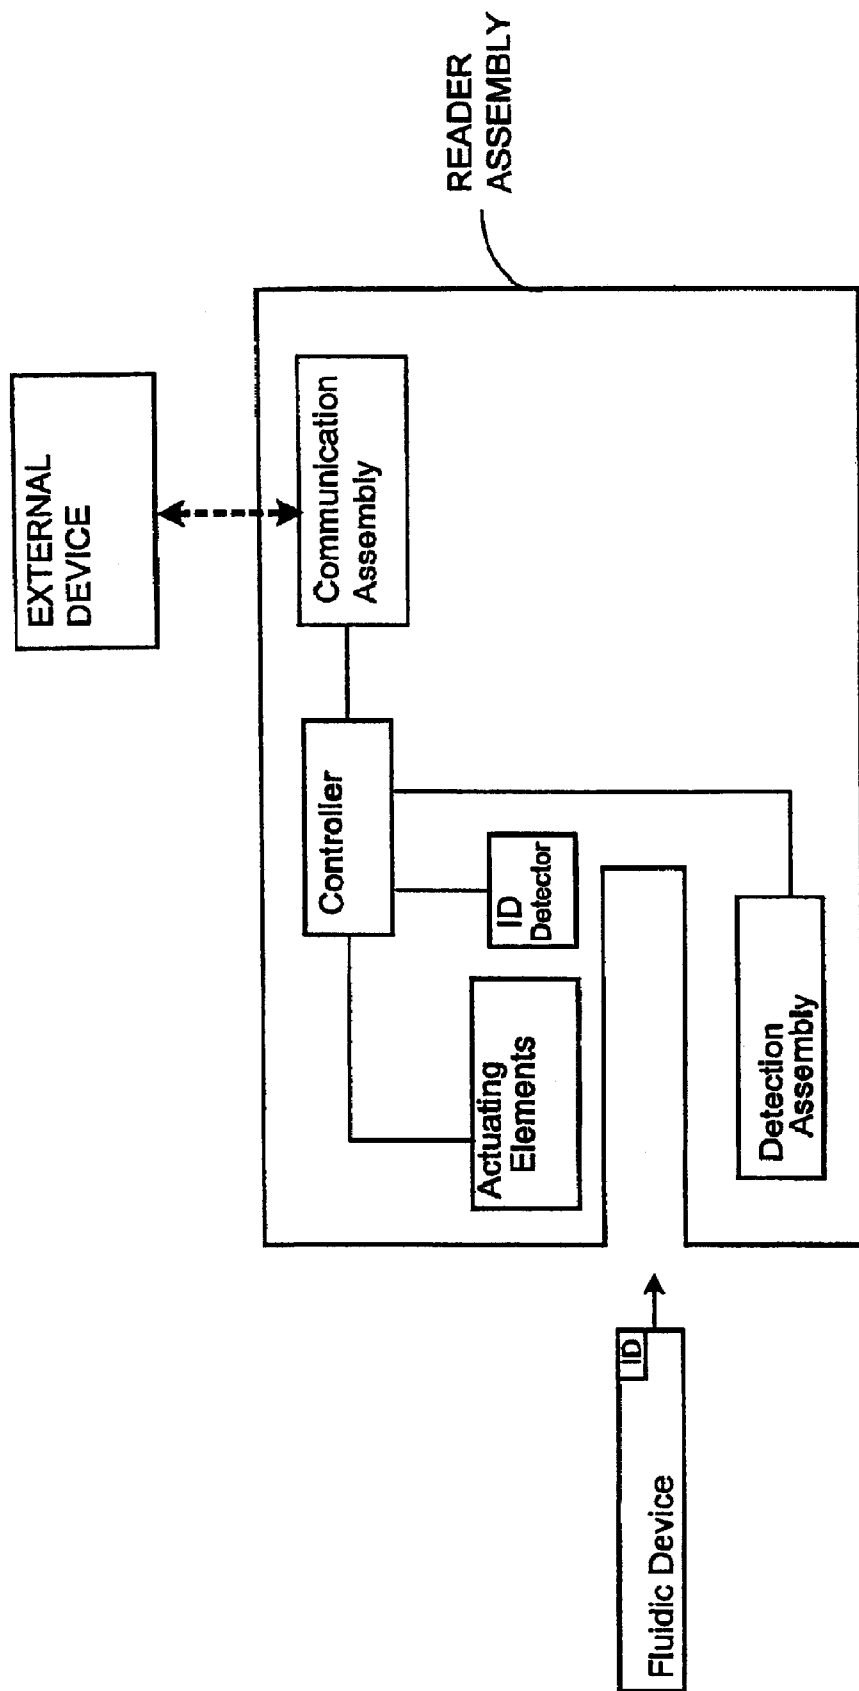 EXTERNAL
DEVICE
READER
ASSEMBLY
Communication
Assembly
Controller
ID
Detector
Actuating
Elements
Detection
Assembly
ID
Fluidic Device